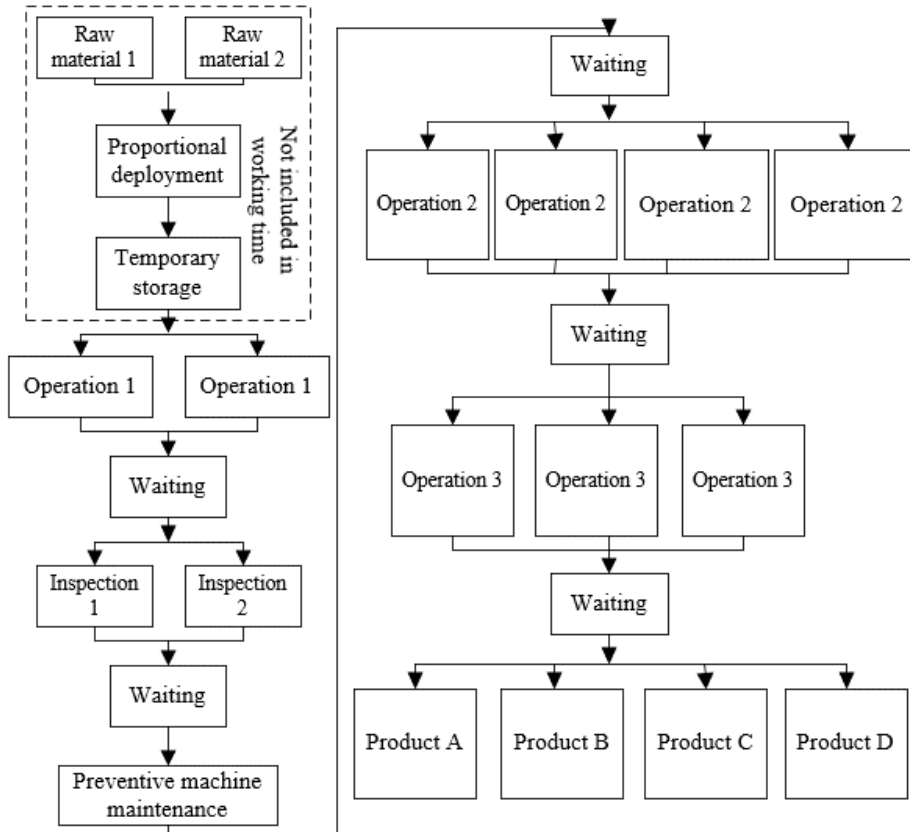 Raw
material 1
Raw
material 2
Proportional
deployment
Not included in
working time
Temporary
storage
Operation 1
Operation 1
Waiting
Inspection
1
Inspection
2
Waiting
Preventive machine
maintenance
Waiting
Operation 2
Operation 2
Operation 2
Operation 2
Waiting
Operation 3
Operation 3
Operation 3
Waiting
Product A
Product B
Product C
Product D